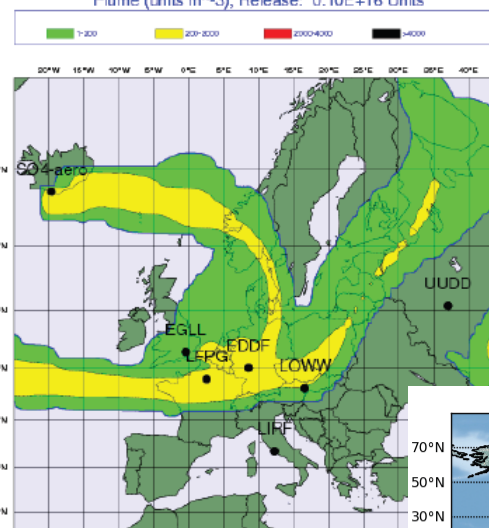 Plume (units m^-3), Release: 0.10E+16 Units
1-200 200-2000 2000-4000 >4000
20°W 15°W 10°W 5°W 0°E 5°E 10°E 15°E 20°E 25°E 30°E 35°E 40°E
SO4-aero
UUDD
EGLL
EDDF
LFPG
LOWW
LIRF
70°N
50°N
30°N